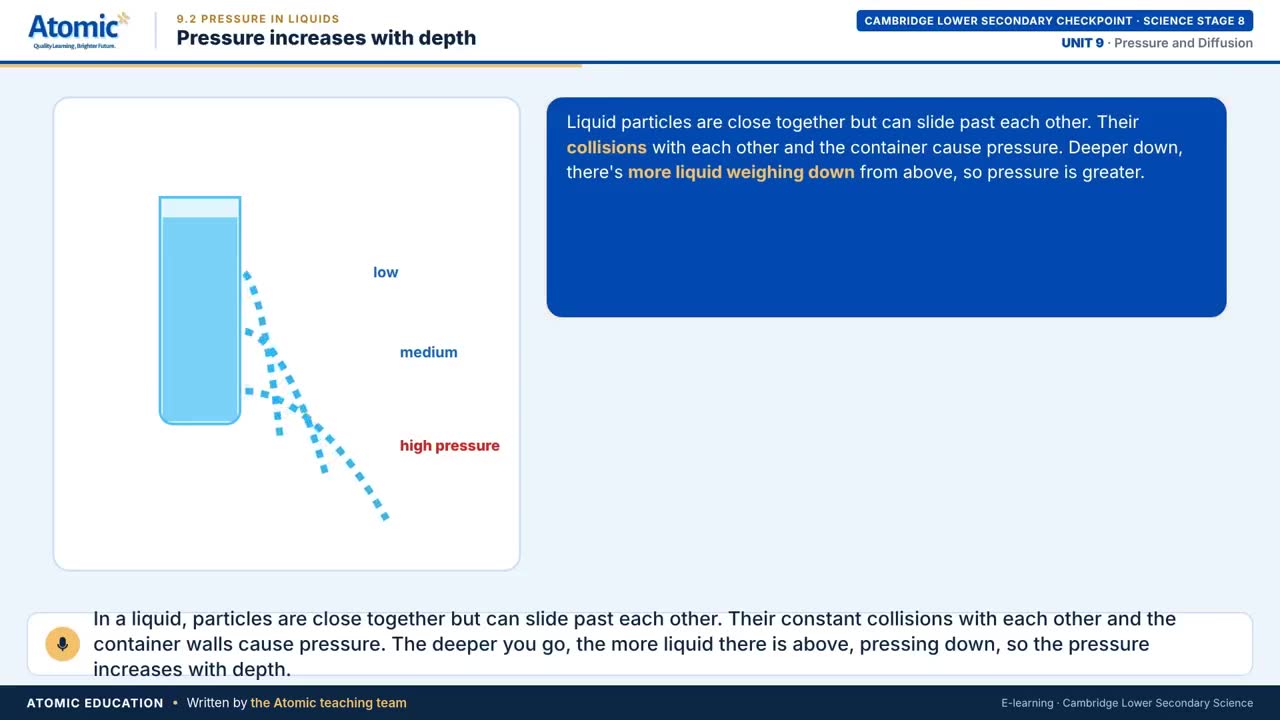 Atomic
Quality Learning, Brighter Future.
9.2 PRESSURE IN LIQUIDS
Pressure increases with depth
CAMBRIDGE LOWER SECONDARY CHECKPOINT · SCIENCE STAGE 8
UNIT 9 · Pressure and Diffusion
low
medium
high pressure
Liquid particles are close together but can slide past each other. Their
collisions with each other and the container cause pressure. Deeper down,
there's more liquid weighing down from above, so pressure is greater.
In a liquid, particles are close together but can slide past each other. Their constant collisions with each other and the
container walls cause pressure. The deeper you go, the more liquid there is above, pressing down, so the pressure
increases with depth.
ATOMIC EDUCATION • Written by the Atomic teaching team
E-learning · Cambridge Lower Secondary Science